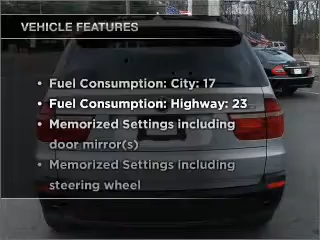 VEHICLE FEATURES
• Fuel Consumption: City: 17
• Fuel Consumption: Highway: 23
• Memorized Settings including
door mirror(s)
• Memorized Settings including
steering wheel